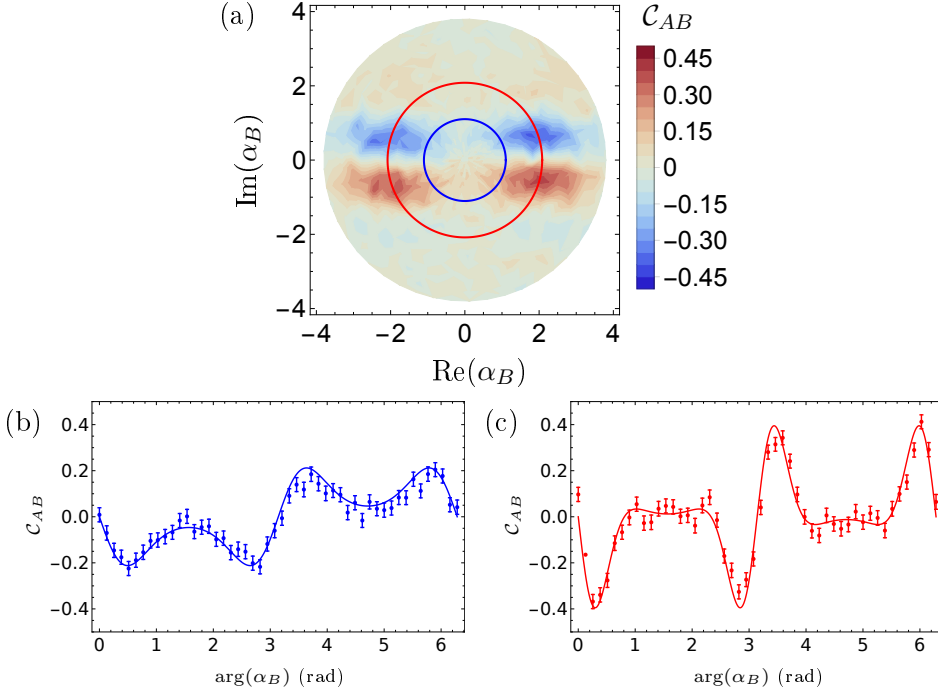 (a)
4
2
0
−2
−4
Im(α_B)
−4 −2 0 2 4
Re(α_B)
𝒞_AB
0.45
0.30
0.15
0
−0.15
−0.30
−0.45
(b)
0.4
0.2
0.0
−0.2
−0.4
𝒞_AB
0 1 2 3 4 5 6
arg(α_B) (rad)
(c)
0.4
0.2
0.0
−0.2
−0.4
𝒞_AB
0 1 2 3 4 5 6
arg(α_B) (rad)